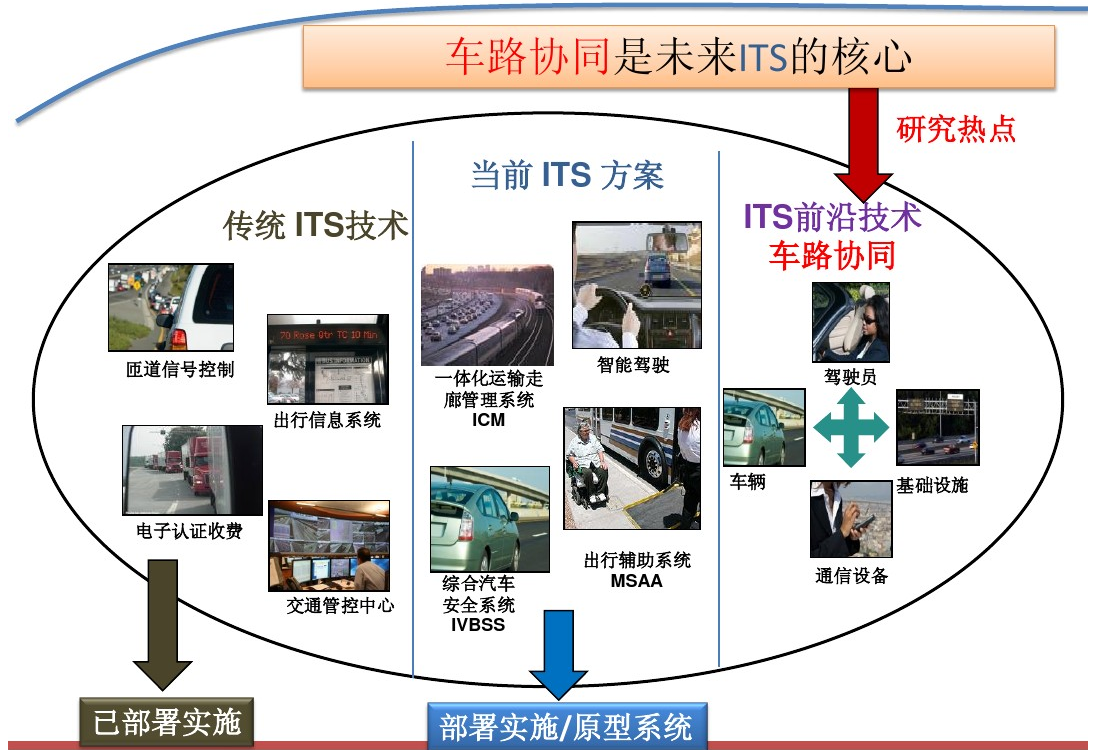 车路协同是未来ITS的核心
研究热点
传统 ITS技术
匝道信号控制
70 Rose Gtr TC 10 Min
出行信息系统
电子认证收费
交通管控中心
已部署实施
当前 ITS 方案
一体化运输走
廊管理系统
ICM
智能驾驶
综合汽车
安全系统
IVBSS
出行辅助系统
MSAA
部署实施/原型系统
ITS前沿技术
车路协同
驾驶员
车辆
基础设施
通信设备